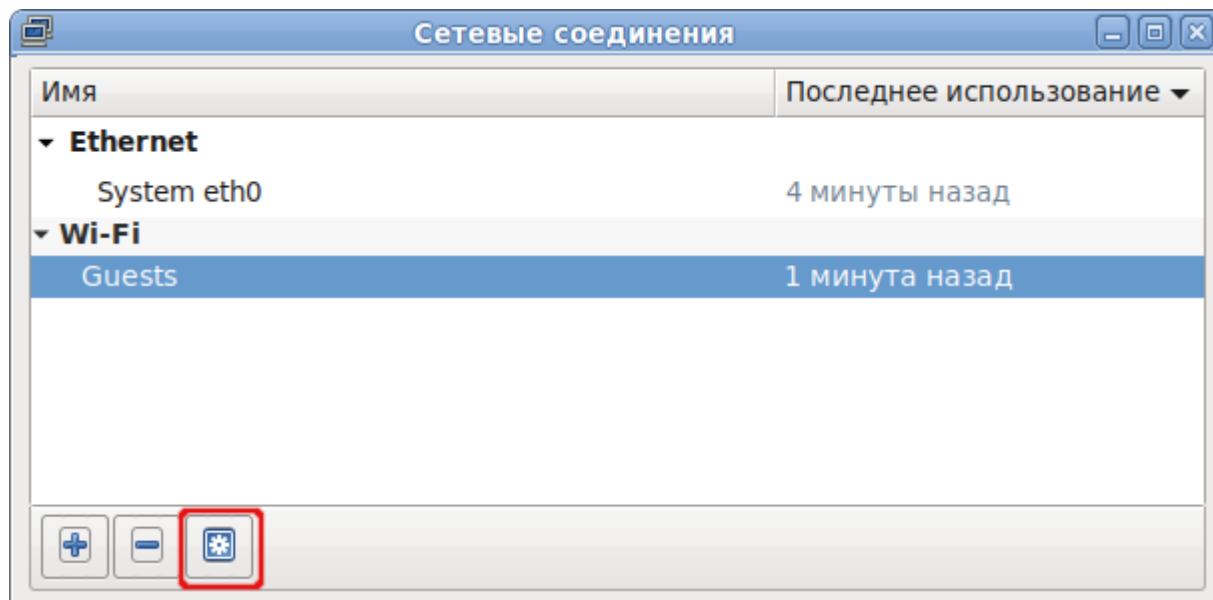 Сетевые соединения
Имя Последнее использование
Ethernet
System eth0 4 минуты назад
Wi-Fi
Guests 1 минута назад